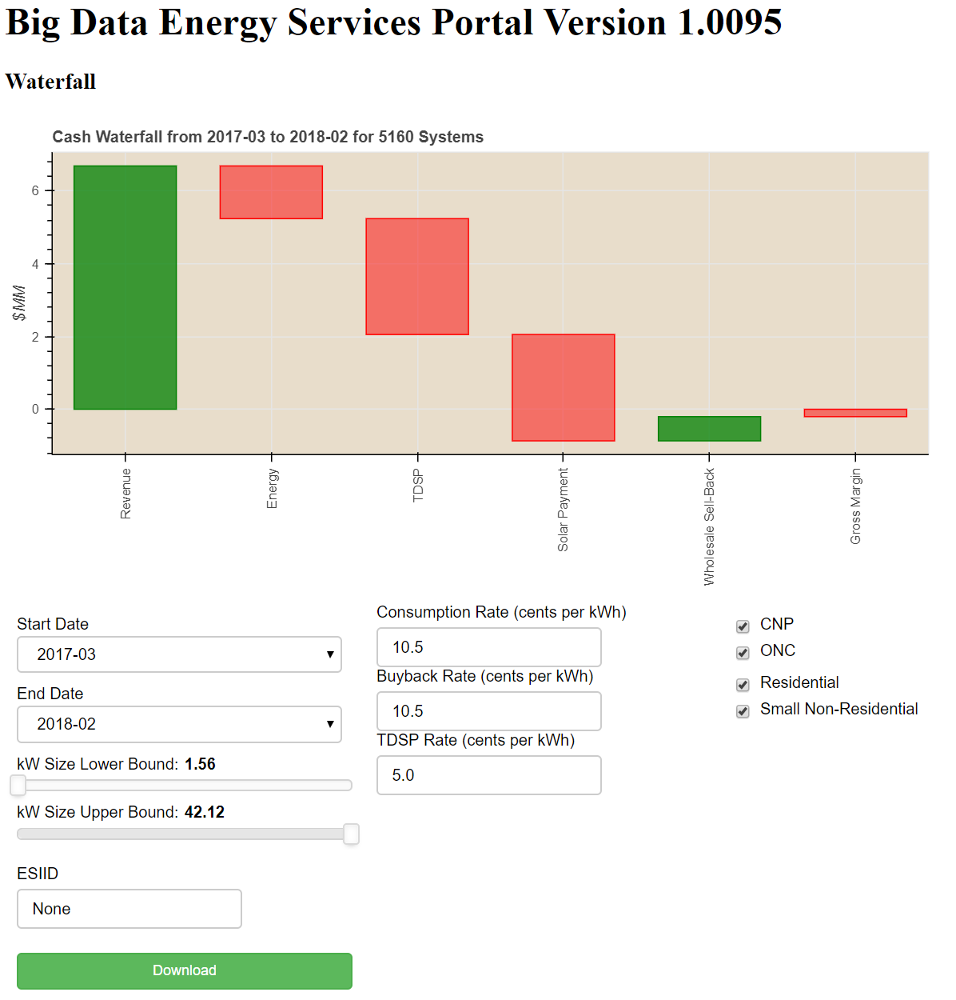 Big Data Energy Services Portal Version 1.0095
Waterfall
Cash Waterfall from 2017-03 to 2018-02 for 5160 Systems
6
4
2
0
$MM
Revenue
Energy
TDSP
Solar Payment
Wholesale Sell-Back
Gross Margin
Start Date
2017-03
End Date
2018-02
kW Size Lower Bound: 1.56
kW Size Upper Bound: 42.12
ESIID
None
Download
Consumption Rate (cents per kWh)
10.5
Buyback Rate (cents per kWh)
10.5
TDSP Rate (cents per kWh)
5.0
CNP
ONC
Residential
Small Non-Residential